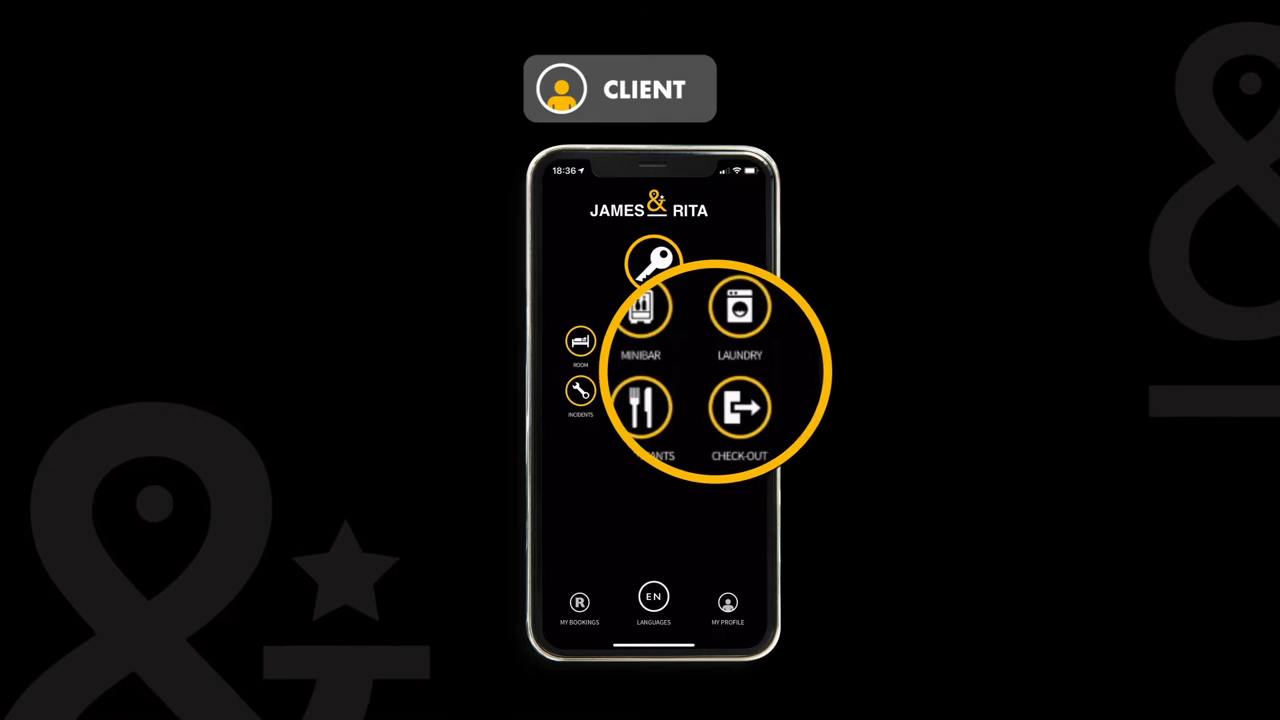 CLIENT
18:36
JAMES & RITA
MINIBAR
LAUNDRY
ROOM
INCIDENTS
CHECK-OUT
R
EN
MY BOOKINGS
LANGUAGES
MY PROFILE